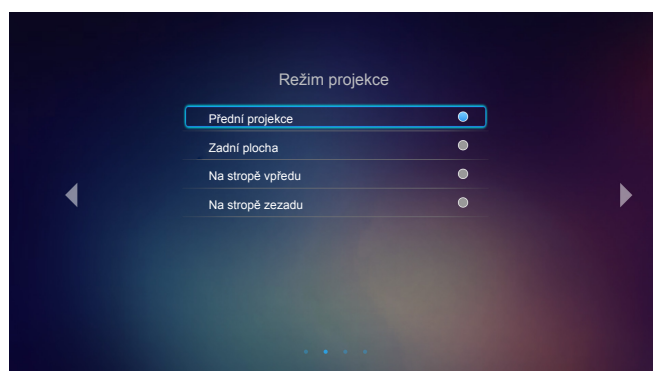 Režim projekce
Přední projekce
Zadní plocha
Na stropě vpředu
Na stropě zezadu